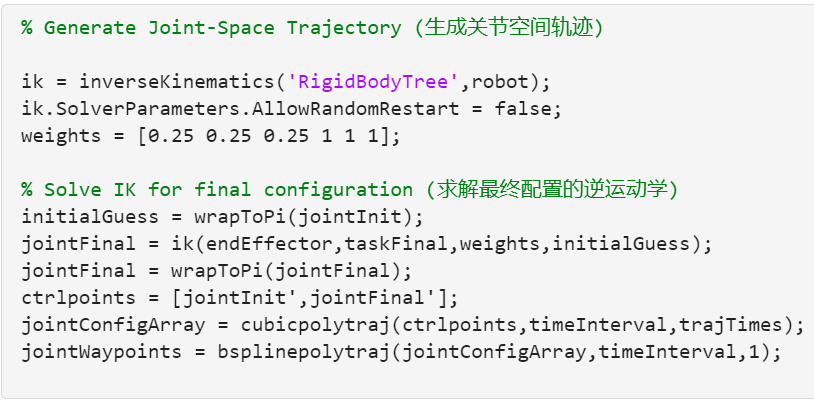 % Generate Joint-Space Trajectory (生成关节空间轨迹)
ik = inverseKinematics('RigidBodyTree',robot);
ik.SolverParameters.AllowRandomRestart = false;
weights = [0.25 0.25 0.25 1 1 1];
% Solve IK for final configuration (求解最终配置的逆运动学)
initialGuess = wrapToPi(jointInit);
jointFinal = ik(endEffector,taskFinal,weights,initialGuess);
jointFinal = wrapToPi(jointFinal);
ctrlpoints = [jointInit',jointFinal'];
jointConfigArray = cubicpolytraj(ctrlpoints,timeInterval,trajTimes);
jointWaypoints = bsplinepolytraj(jointConfigArray,timeInterval,1);